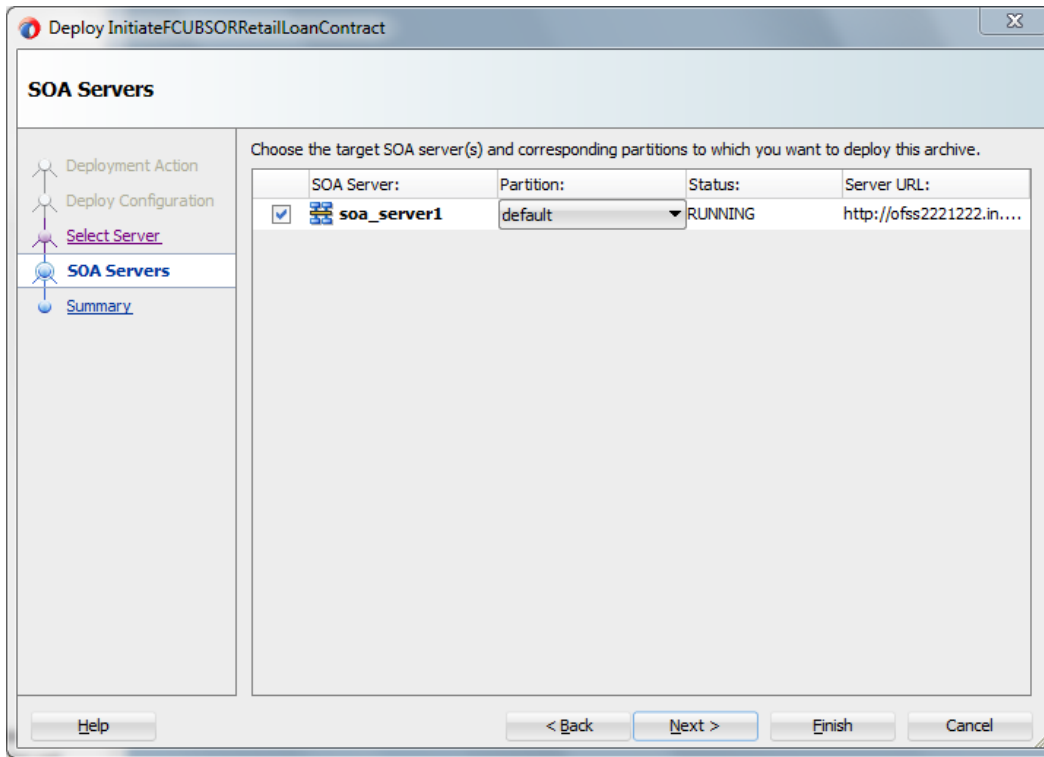 Deploy InitiateFCUBSORRetailLoanContract
SOA Servers
Deployment Action
Deploy Configuration
Select Server
SOA Servers
Summary
Choose the target SOA server(s) and corresponding partitions to which you want to deploy this archive.
SOA Server: Partition: Status: Server URL:
soa_server1 default RUNNING http://ofss2221222.in....
Help < Back Next > Finish Cancel